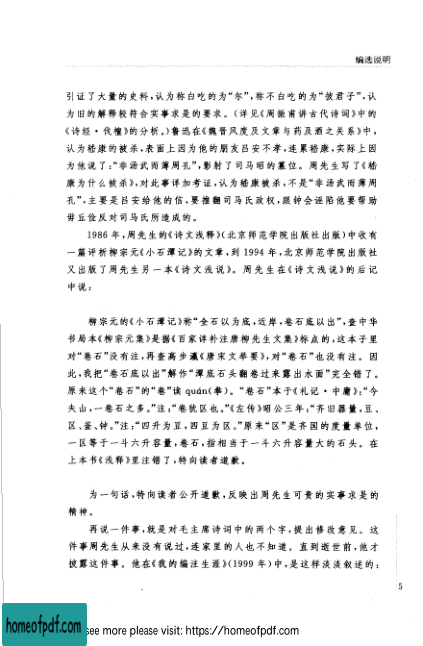 编选说明
引证了大量的史料，认为称白吃的为“尔”，称不白吃的为“彼君子”，认
为旧的解释较符合实事求是的要求。（详见《周振甫讲古代诗词》中的
《诗经·伐檀》的分析。）鲁迅在《魏晋风度及文章与药及酒之关系》中，
认为嵇康的被杀，表面上因为他的朋友吕安不孝，连累嵇康，实际上因
为他说了：“非汤武而薄周孔”，影射了司马昭的篡位。周先生写了《嵇
康为什么被杀》，对此事详加考证，认为嵇康被杀，不是“非汤武而薄周
孔”，主要是吕安给他的信，要推翻司马氏政权，跟钟会诬陷他要帮助
毋丘俭反对司马氏所造成的。
1986年，周先生的《诗文浅释》（北京师范学院出版社出版）中收有
一篇评析柳宗元《小石潭记》的文章，到1994年，北京师范学院出版社
又出版了周先生另一本《诗文浅说》。周先生在《诗文浅说》的后记
中说：
柳宗元的《小石潭记》称“全石以为底，近岸，卷石底以出”，查中华
书局本《柳宗元集》是据《百家详补注唐柳先生文集》标点的，这本子里
对“卷石”没有注，再查高步瀛《唐宋文举要》，对“卷石”也没有注。因
此，我把“卷石底以出”解作“潭底石头翻卷过来露出水面”完全错了。
原来这个“卷石”的“卷”读quán（拳）。“卷石”本于《礼记·中庸》：“今
夫山，一卷石之多。”注：“卷犹区也。”《左传》昭公三年：“齐旧器量，豆、
区、釜、钟。”注：“四升为豆，四豆为区。”原来“区”是齐国的度量单位，
一区等于一斗六升容量，卷石，指相当于一斗六升容量大的石头。在
上本书《浅释》里注错了，特向读者道歉。
为一句话，特向读者公开道歉，反映出周先生可贵的实事求是的
精神。
再说一件事，就是对毛主席诗词中的两个字，提出修改意见。这
件事周先生从来没有说过，连家里的人也不知道。直到逝世前，他才
披露这件事。他在《我的编注生涯》（1999年）中，是这样淡淡叙述的：
5
homeofpdf.com see more please visit: https://homeofpdf.com